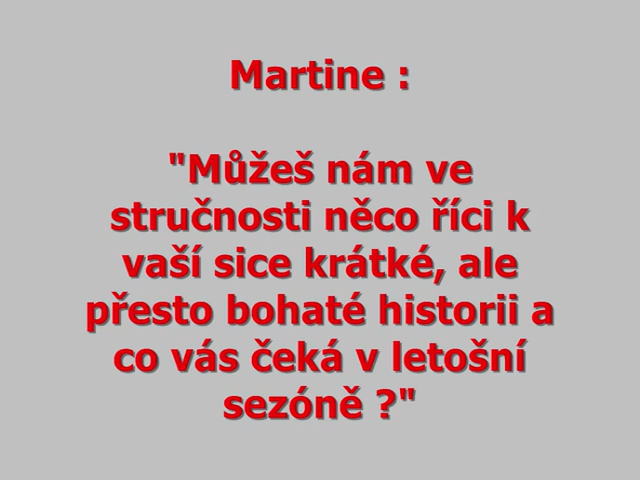 Martine :
"Můžeš nám ve
stručnosti něco říci k
vaší sice krátké, ale
přesto bohaté historii a
co vás čeká v letošní
sezóně ?"